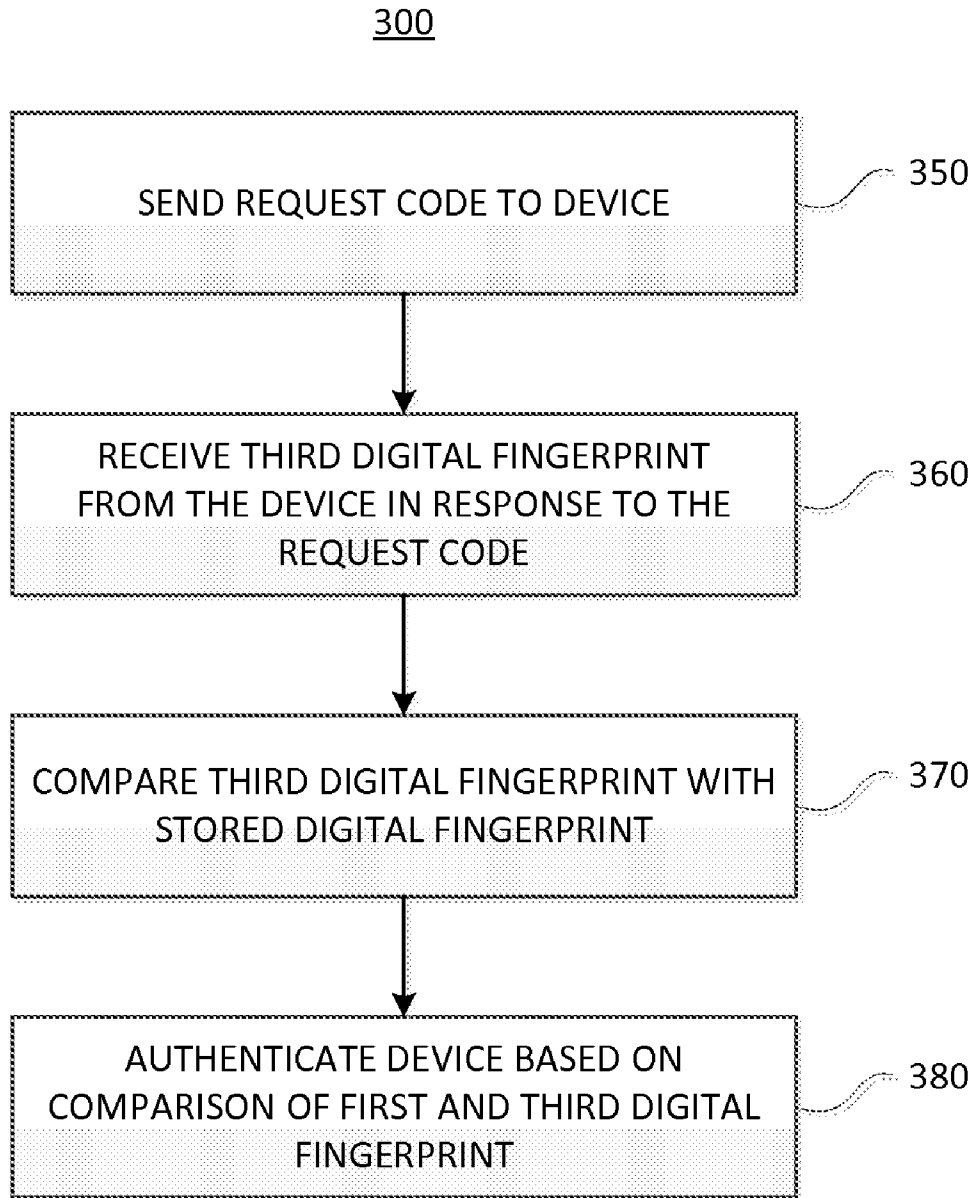 300
SEND REQUEST CODE TO DEVICE
350
RECEIVE THIRD DIGITAL FINGERPRINT
FROM THE DEVICE IN RESPONSE TO THE
REQUEST CODE
360
COMPARE THIRD DIGITAL FINGERPRINT WITH
STORED DIGITAL FINGERPRINT
370
AUTHENTICATE DEVICE BASED ON
COMPARISON OF FIRST AND THIRD DIGITAL
FINGERPRINT
380